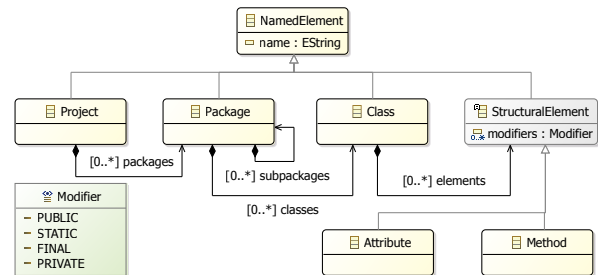 NamedElement
name : EString
Project
Package
Class
StructuralElement
0..* modifiers : Modifier
[0..*] packages
[0..*] subpackages
[0..*] elements
[0..*] classes
Modifier
PUBLIC
STATIC
FINAL
PRIVATE
Attribute
Method